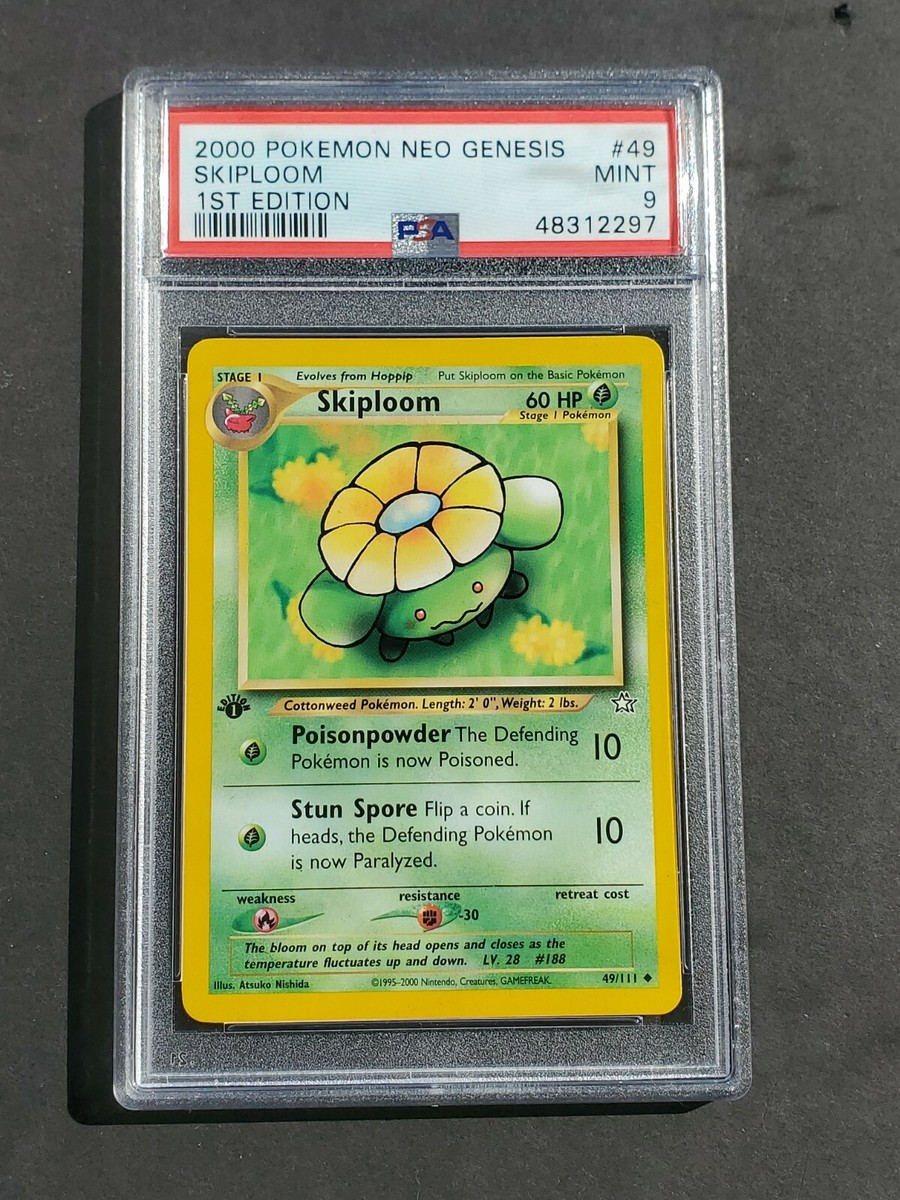 2000 POKEMON NEO GENESIS #49
SKIPLOOM MINT
1ST EDITION 9
PSA 48312297
STAGE 1 Evolves from Hoppip Put Skiploom on the Basic Pokémon
Skiploom 60 HP
Stage 1 Pokémon
EDITION
1
Cottonweed Pokémon. Length: 2' 0", Weight: 2 lbs.
Poisonpowder The Defending
Pokémon is now Poisoned. 10
Stun Spore Flip a coin. If
heads, the Defending Pokémon 10
is now Paralyzed.
weakness resistance retreat cost
-30
The bloom on top of its head opens and closes as the
temperature fluctuates up and down. LV. 28 #188
Illus. Atsuko Nishida ©1995-2000 Nintendo, Creatures, GAMEFREAK. 49/111